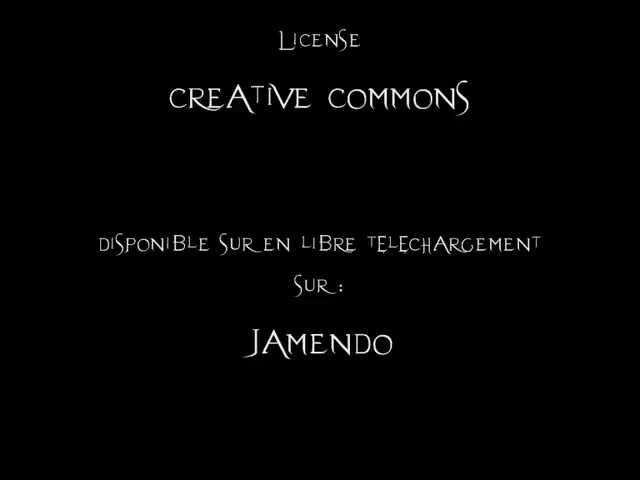 LICENSE
CREATIVE COMMONS
DISPONIBLE SUR EN LIBRE TELECHARGEMENT
SUR :
JAMENDO